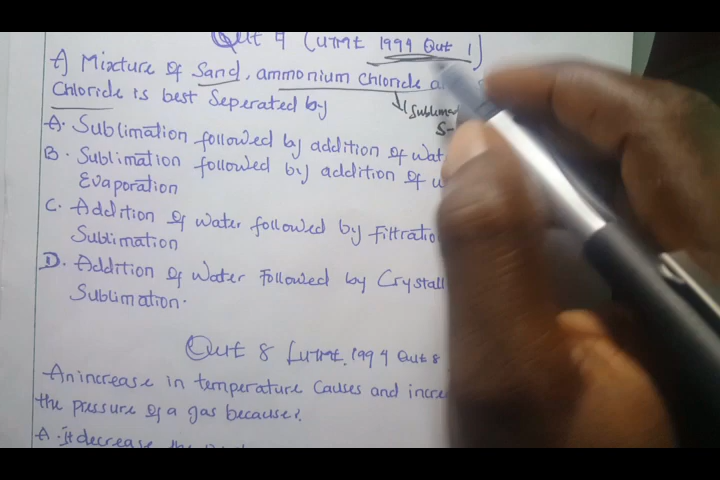 Qut 9 (UTME 1994 Qut 1)
A) Mixture of Sand, ammonium Chloride
Chloride is best Seperated by
A. Sublimation followed by addition of Wat
B. Sublimation followed by addition of w
Evaporation
C. Addition of Water followed by Filtratio
Sublimation
D. Addition of Water Followed by Crystall
Sublimation.
Qut 8 (UTME, 1994 Qut 8
An increase in temperature Causes and incre
the pressure of a gas because:
A. It decrease the